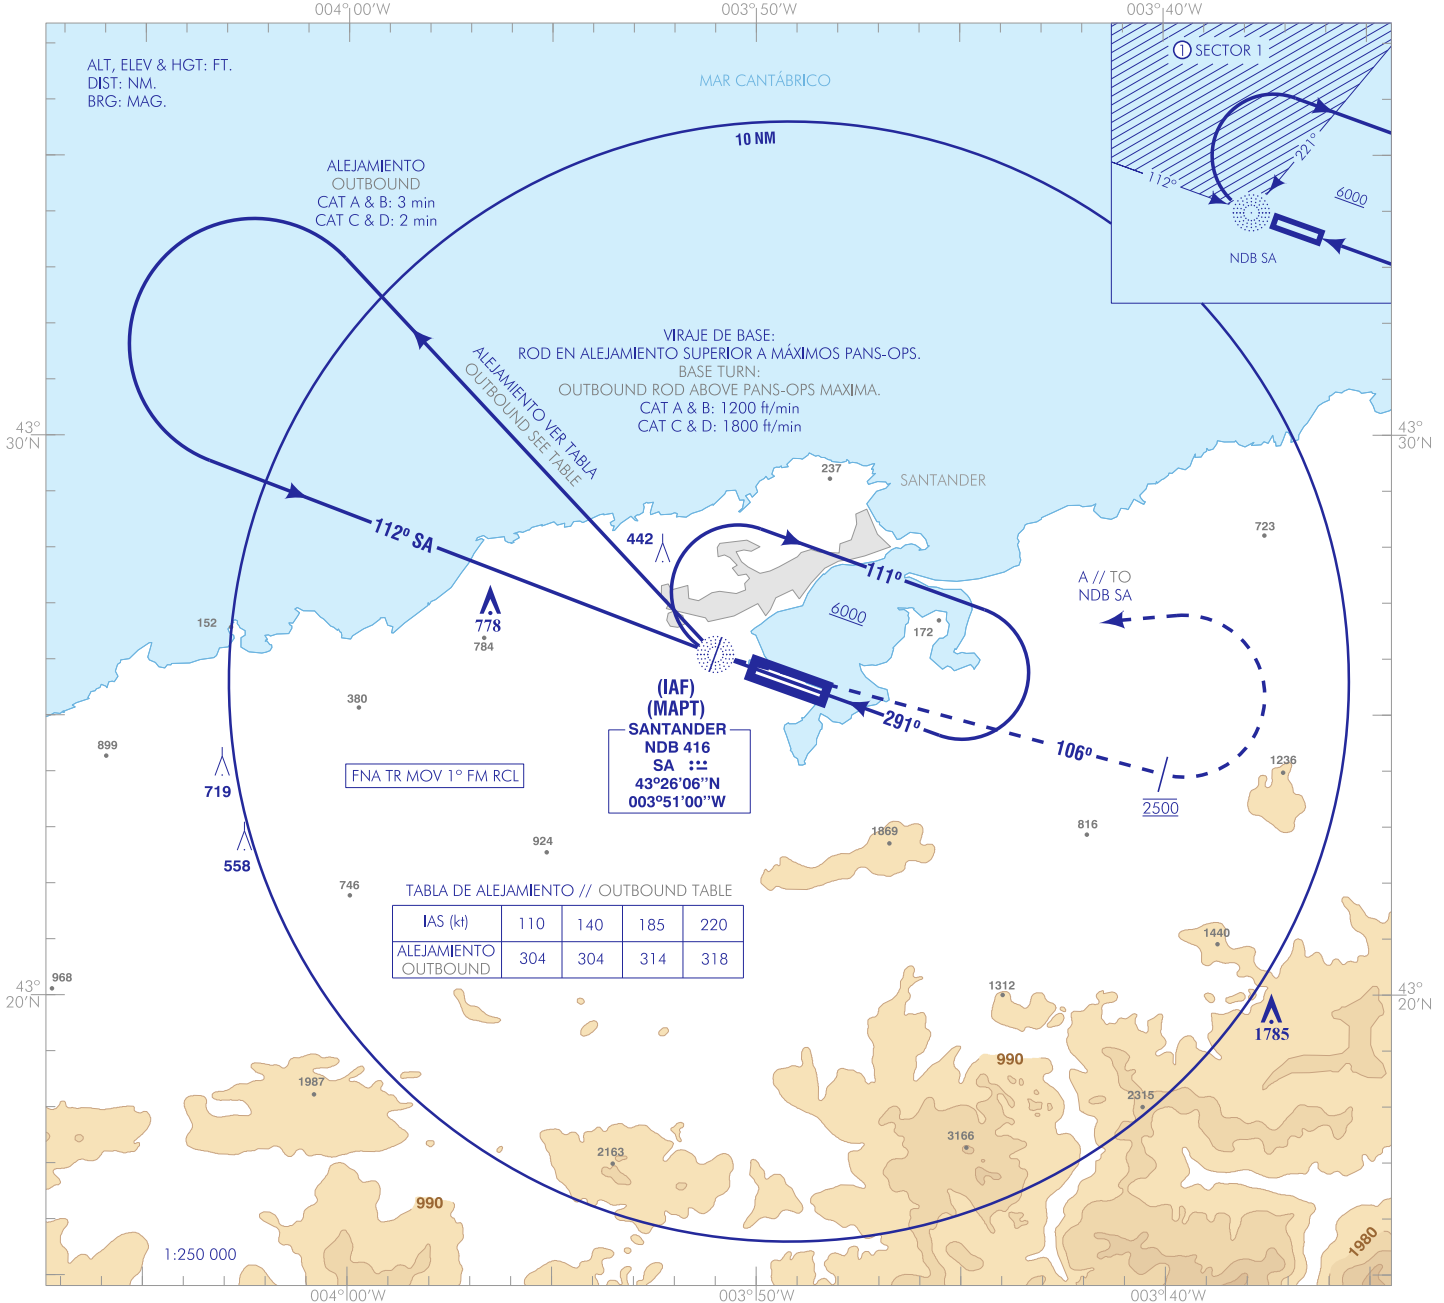 004°00'W
003°50'W
003°40'W
ALT, ELEV & HGT: FT.
DIST: NM.
BRG: MAG.
MAR CANTÁBRICO
① SECTOR 1
112°
221°
6000
NDB SA
10 NM
ALEJAMIENTO
OUTBOUND
CAT A & B: 3 min
CAT C & D: 2 min
VIRAJE DE BASE:
ROD EN ALEJAMIENTO SUPERIOR A MÁXIMOS PANS-OPS.
BASE TURN:
OUTBOUND ROD ABOVE PANS-OPS MAXIMA.
CAT A & B: 1200 ft/min
CAT C & D: 1800 ft/min
ALEJAMIENTO VER TABLA
OUTBOUND SEE TABLE
43°
30'N
43°
30'N
237
SANTANDER
112º SA
442
723
111º
A // TO
NDB SA
6000
778
784
152
172
(IAF)
(MAPT)
SANTANDER
NDB 416
SA
43°26'06''N
003°51'00''W
291º
106º
2500
380
899
719
558
FNA TR MOV 1º FM RCL
1236
816
1869
924
746
TABLA DE ALEJAMIENTO // OUTBOUND TABLE
IAS (kt) 110 140 185 220
ALEJAMIENTO
OUTBOUND 304 304 314 318
1440
968
43°
20'N
43°
20'N
1312
1785
990
1987
2315
3166
2163
990
1980
1:250 000
004°00'W
003°50'W
003°40'W